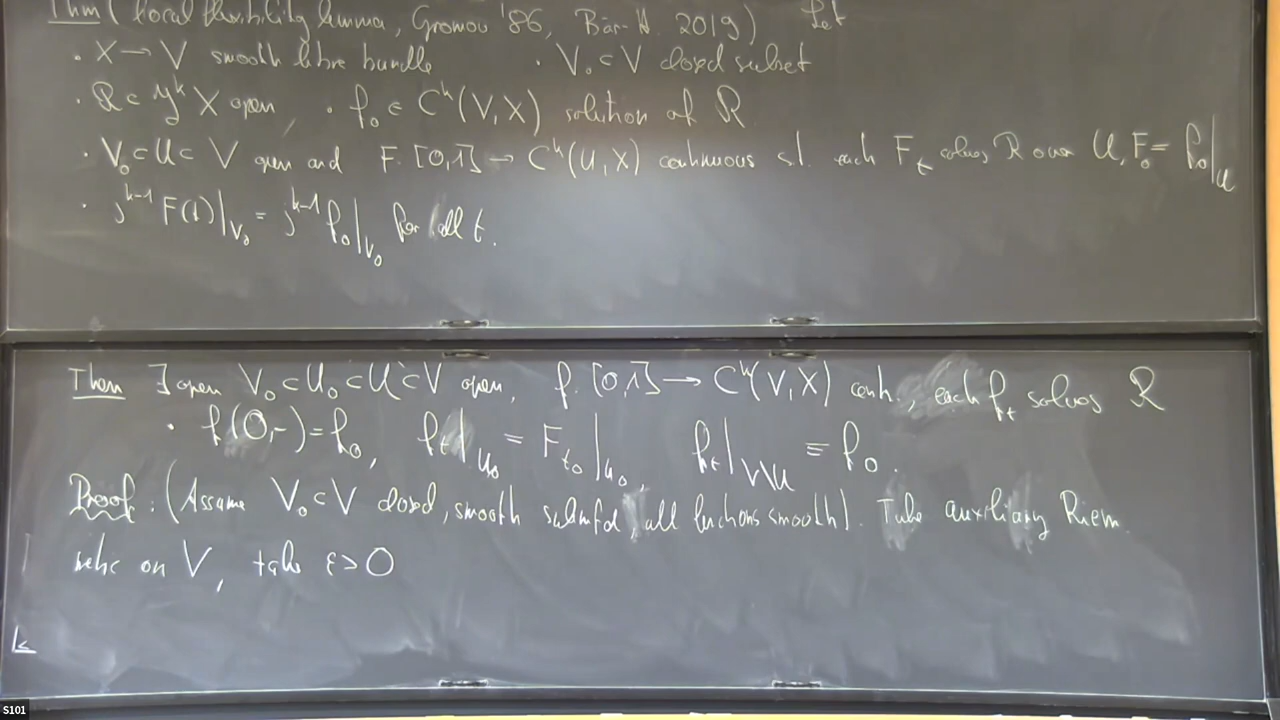 Thm (local flexibility lemma, Gromov '86, Bär-H. 2019) Let
· X → V smooth fibre bundle · V₀ ⊂ V closed subset
· R ⊂ J^k X open, · f₀ ∈ C^k(V,X) solution of R
· V₀ ⊂ U ⊂ V open and F: [0,1] → C^k(U,X) continuous s.t. each F_t solves R over U, F₀ = f₀|_U
· j^{k-1} F(t)|_{V₀} = j^{k-1} f₀|_{V₀} for all t.
Then ∃ open V₀ ⊂ U₀ ⊂ U ⊂ V open, f: [0,1] → C^k(V,X) cont., each f_t solves R
· f(0,-) = f₀, f_t|_{U₀} = F_{t₀}|_{U₀}, f_t|_{V\U} ≡ f₀.
Proof: (Assume V₀ ⊂ V closed, smooth submfd, all functions smooth). Take auxiliary Riem.
metric on V, take ε>0
S101